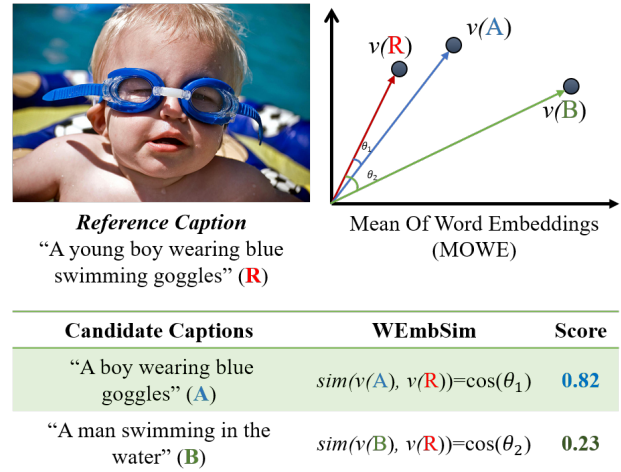 v(R)
v(A)
v(B)
θ₁
θ₂
Mean Of Word Embeddings
(MOWE)
Reference Caption
“A young boy wearing blue
swimming goggles” (R)
Candidate Captions WEmbSim Score
“A boy wearing blue
goggles” (A)
sim(v(A), v(R))=cos(θ₁) 0.82
“A man swimming in the
water” (B)
sim(v(B), v(R))=cos(θ₂) 0.23